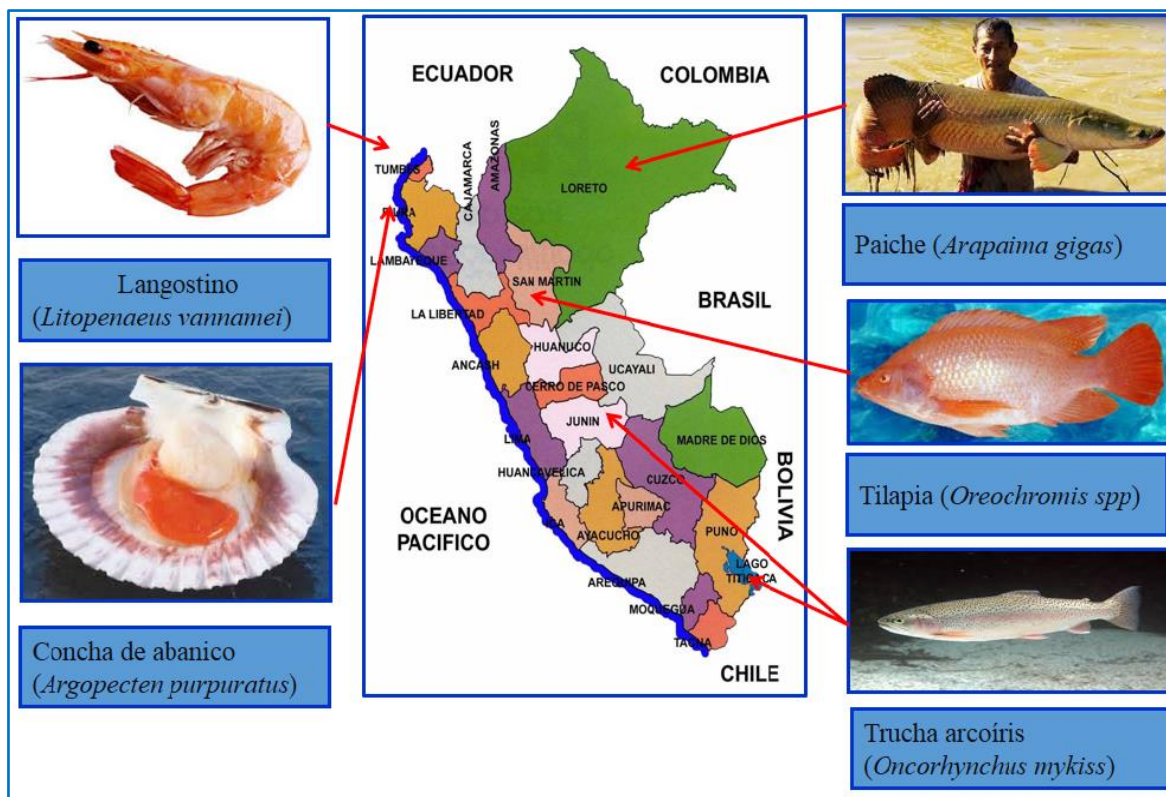 Langostino
(Litopenaeus vannamei)
Concha de abanico
(Argopecten purpuratus)
ECUADOR
COLOMBIA
TUMBES
CAJAMARCA
AMAZONAS
LORETO
LAMBAYEQUE
SAN MARTIN
BRASIL
LA LIBERTAD
HUANUCO
ANCASH
UCAYALI
CERRO DE PASCO
JUNIN
LIMA
MADRE DE DIOS
HUANCAVELICA
CUZCO
BOLIVIA
APURIMAC
OCEANO
PACIFICO
ICA
AYACUCHO
PUNO
LAGO
TITICACA
AREQUIPA
MOQUEGUA
TACNA
CHILE
Paiche (Arapaima gigas)
Tilapia (Oreochromis spp)
Trucha arcoíris
(Oncorhynchus mykiss)